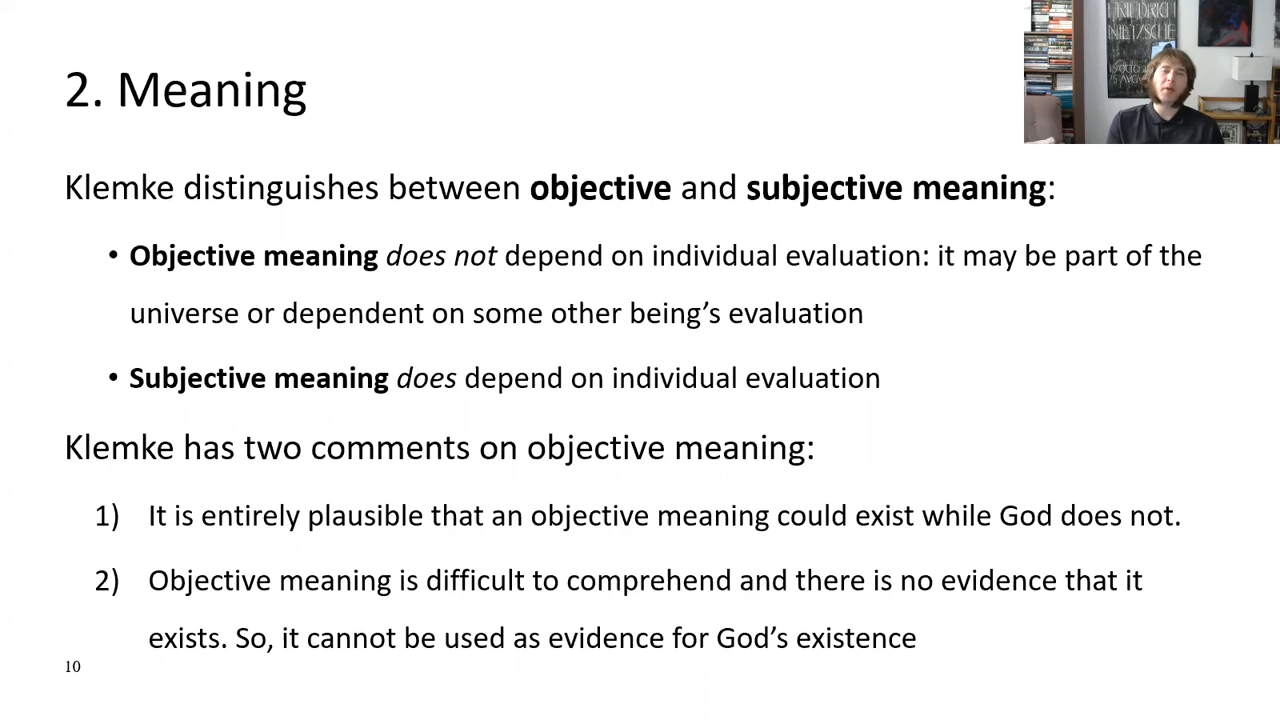 2. Meaning
FRIEDRICH
NIETZSCHE
Klemke distinguishes between objective and subjective meaning:
• Objective meaning does not depend on individual evaluation: it may be part of the
universe or dependent on some other being’s evaluation
• Subjective meaning does depend on individual evaluation
Klemke has two comments on objective meaning:
1) It is entirely plausible that an objective meaning could exist while God does not.
2) Objective meaning is difficult to comprehend and there is no evidence that it
exists. So, it cannot be used as evidence for God’s existence
10